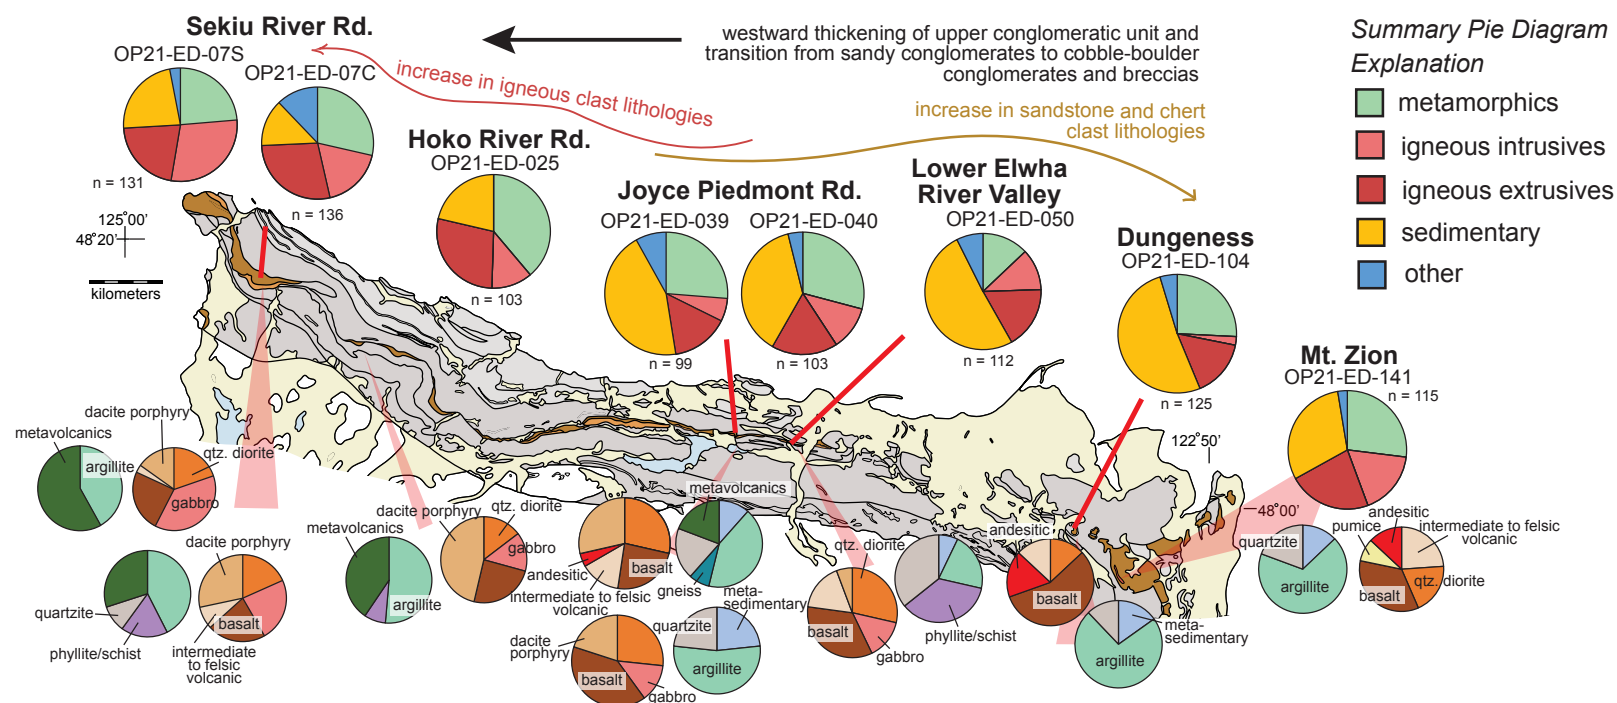 Sekiu River Rd.
OP21-ED-07S
OP21-ED-07C
n = 131
n = 136
125°00'
48°20'
kilometers
westward thickening of upper conglomeratic unit and
transition from sandy conglomerates to cobble-boulder
conglomerates and breccias
increase in igneous clast lithologies
increase in sandstone and chert
clast lithologies
Hoko River Rd.
OP21-ED-025
n = 103
Joyce Piedmont Rd.
OP21-ED-039
OP21-ED-040
n = 99
n = 103
Lower Elwha
River Valley
OP21-ED-050
n = 112
Dungeness
OP21-ED-104
n = 125
Mt. Zion
OP21-ED-141
n = 115
122°50'
48°00'
Summary Pie Diagram
Explanation
metamorphics
igneous intrusives
igneous extrusives
sedimentary
other
metavolcanics
argillite
dacite porphyry
qtz. diorite
gabbro
quartzite
phyllite/schist
dacite porphyry
basalt
intermediate
to felsic
volcanic
metavolcanics
argillite
dacite porphyry
qtz. diorite
gabbro
andesitic
basalt
intermediate to felsic
volcanic
metavolcanics
gneiss
meta-
sedimentary
dacite
porphyry
basalt
gabbro
quartzite
argillite
qtz. diorite
basalt
gabbro
phyllite/schist
andesitic
basalt
argillite
meta-
sedimentary
quartzite
argillite
andesitic
pumice
intermediate to felsic
volcanic
qtz. diorite
basalt